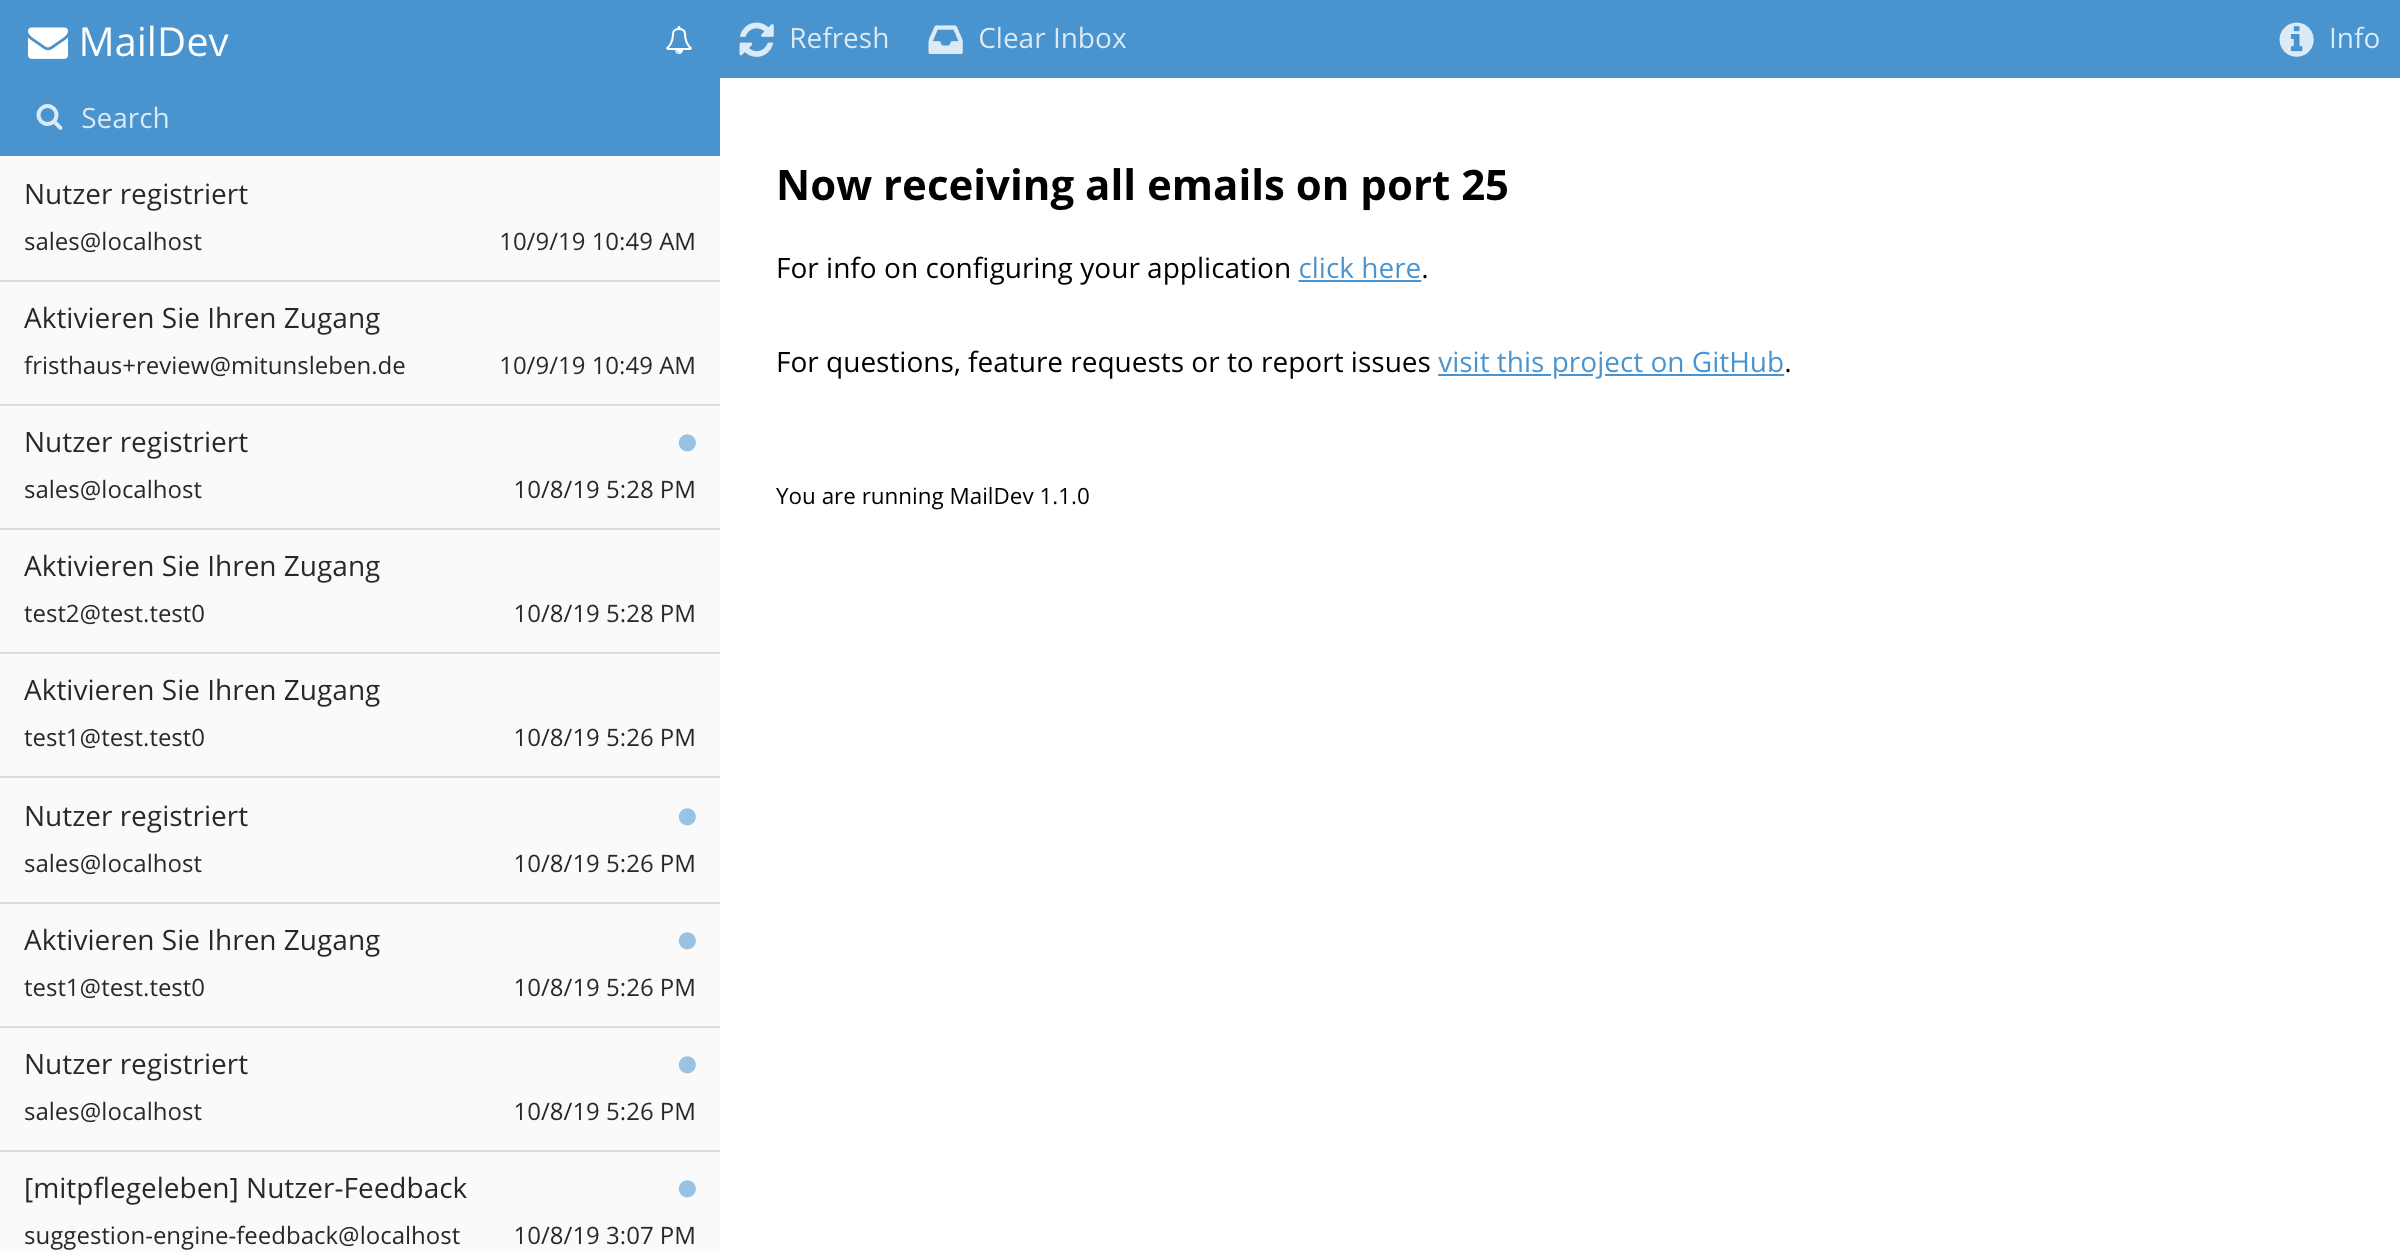 MailDev
Search
Nutzer registriert
sales@localhost 10/9/19 10:49 AM
Aktivieren Sie Ihren Zugang
fristhaus+review@mitunsleben.de 10/9/19 10:49 AM
Nutzer registriert
sales@localhost 10/8/19 5:28 PM
Aktivieren Sie Ihren Zugang
test2@test.test0 10/8/19 5:28 PM
Aktivieren Sie Ihren Zugang
test1@test.test0 10/8/19 5:26 PM
Nutzer registriert
sales@localhost 10/8/19 5:26 PM
Aktivieren Sie Ihren Zugang
test1@test.test0 10/8/19 5:26 PM
Nutzer registriert
sales@localhost 10/8/19 5:26 PM
[mitpflegeleben] Nutzer-Feedback
suggestion-engine-feedback@localhost 10/8/19 3:07 PM
Refresh Clear Inbox Info
Now receiving all emails on port 25
For info on configuring your application click here.
For questions, feature requests or to report issues visit this project on GitHub.
You are running MailDev 1.1.0